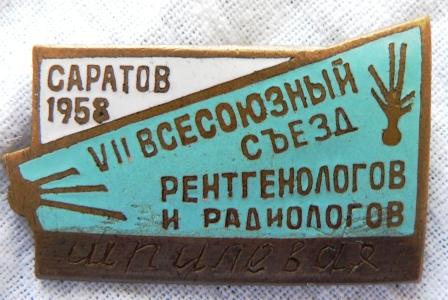 САРАТОВ
1958
VII ВСЕСОЮЗНЫЙ
СЪЕЗД
РЕНТГЕНОЛОГОВ
И РАДИОЛОГОВ
шпилевая